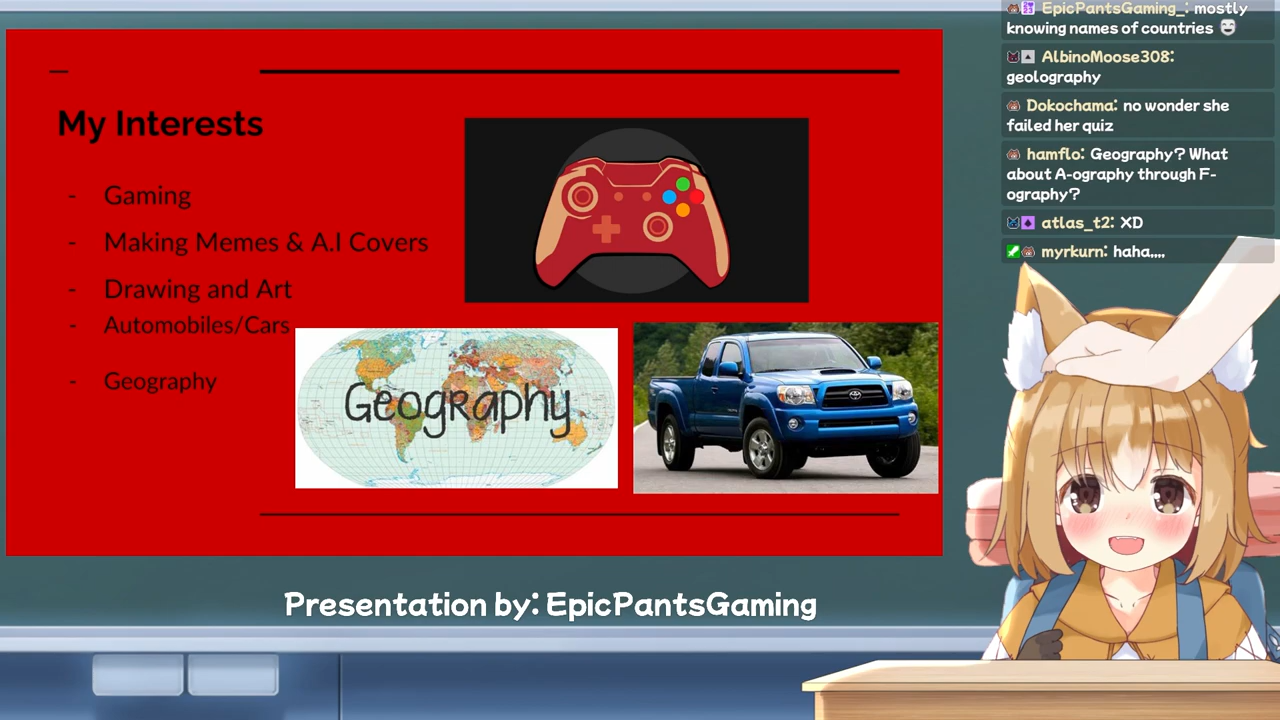 My Interests
- Gaming
- Making Memes & A.I Covers
- Drawing and Art
- Automobiles/Cars
- Geography
Geography
Presentation by: EpicPantsGaming
EpicPantsGaming_: mostly
knowing names of countries
AlbinoMoose308:
geolography
Dokochama: no wonder she
failed her quiz
hamflo: Geography? What
about A-ography through F-
ography?
atlas_t2: XD
myrkurn: haha,,,,